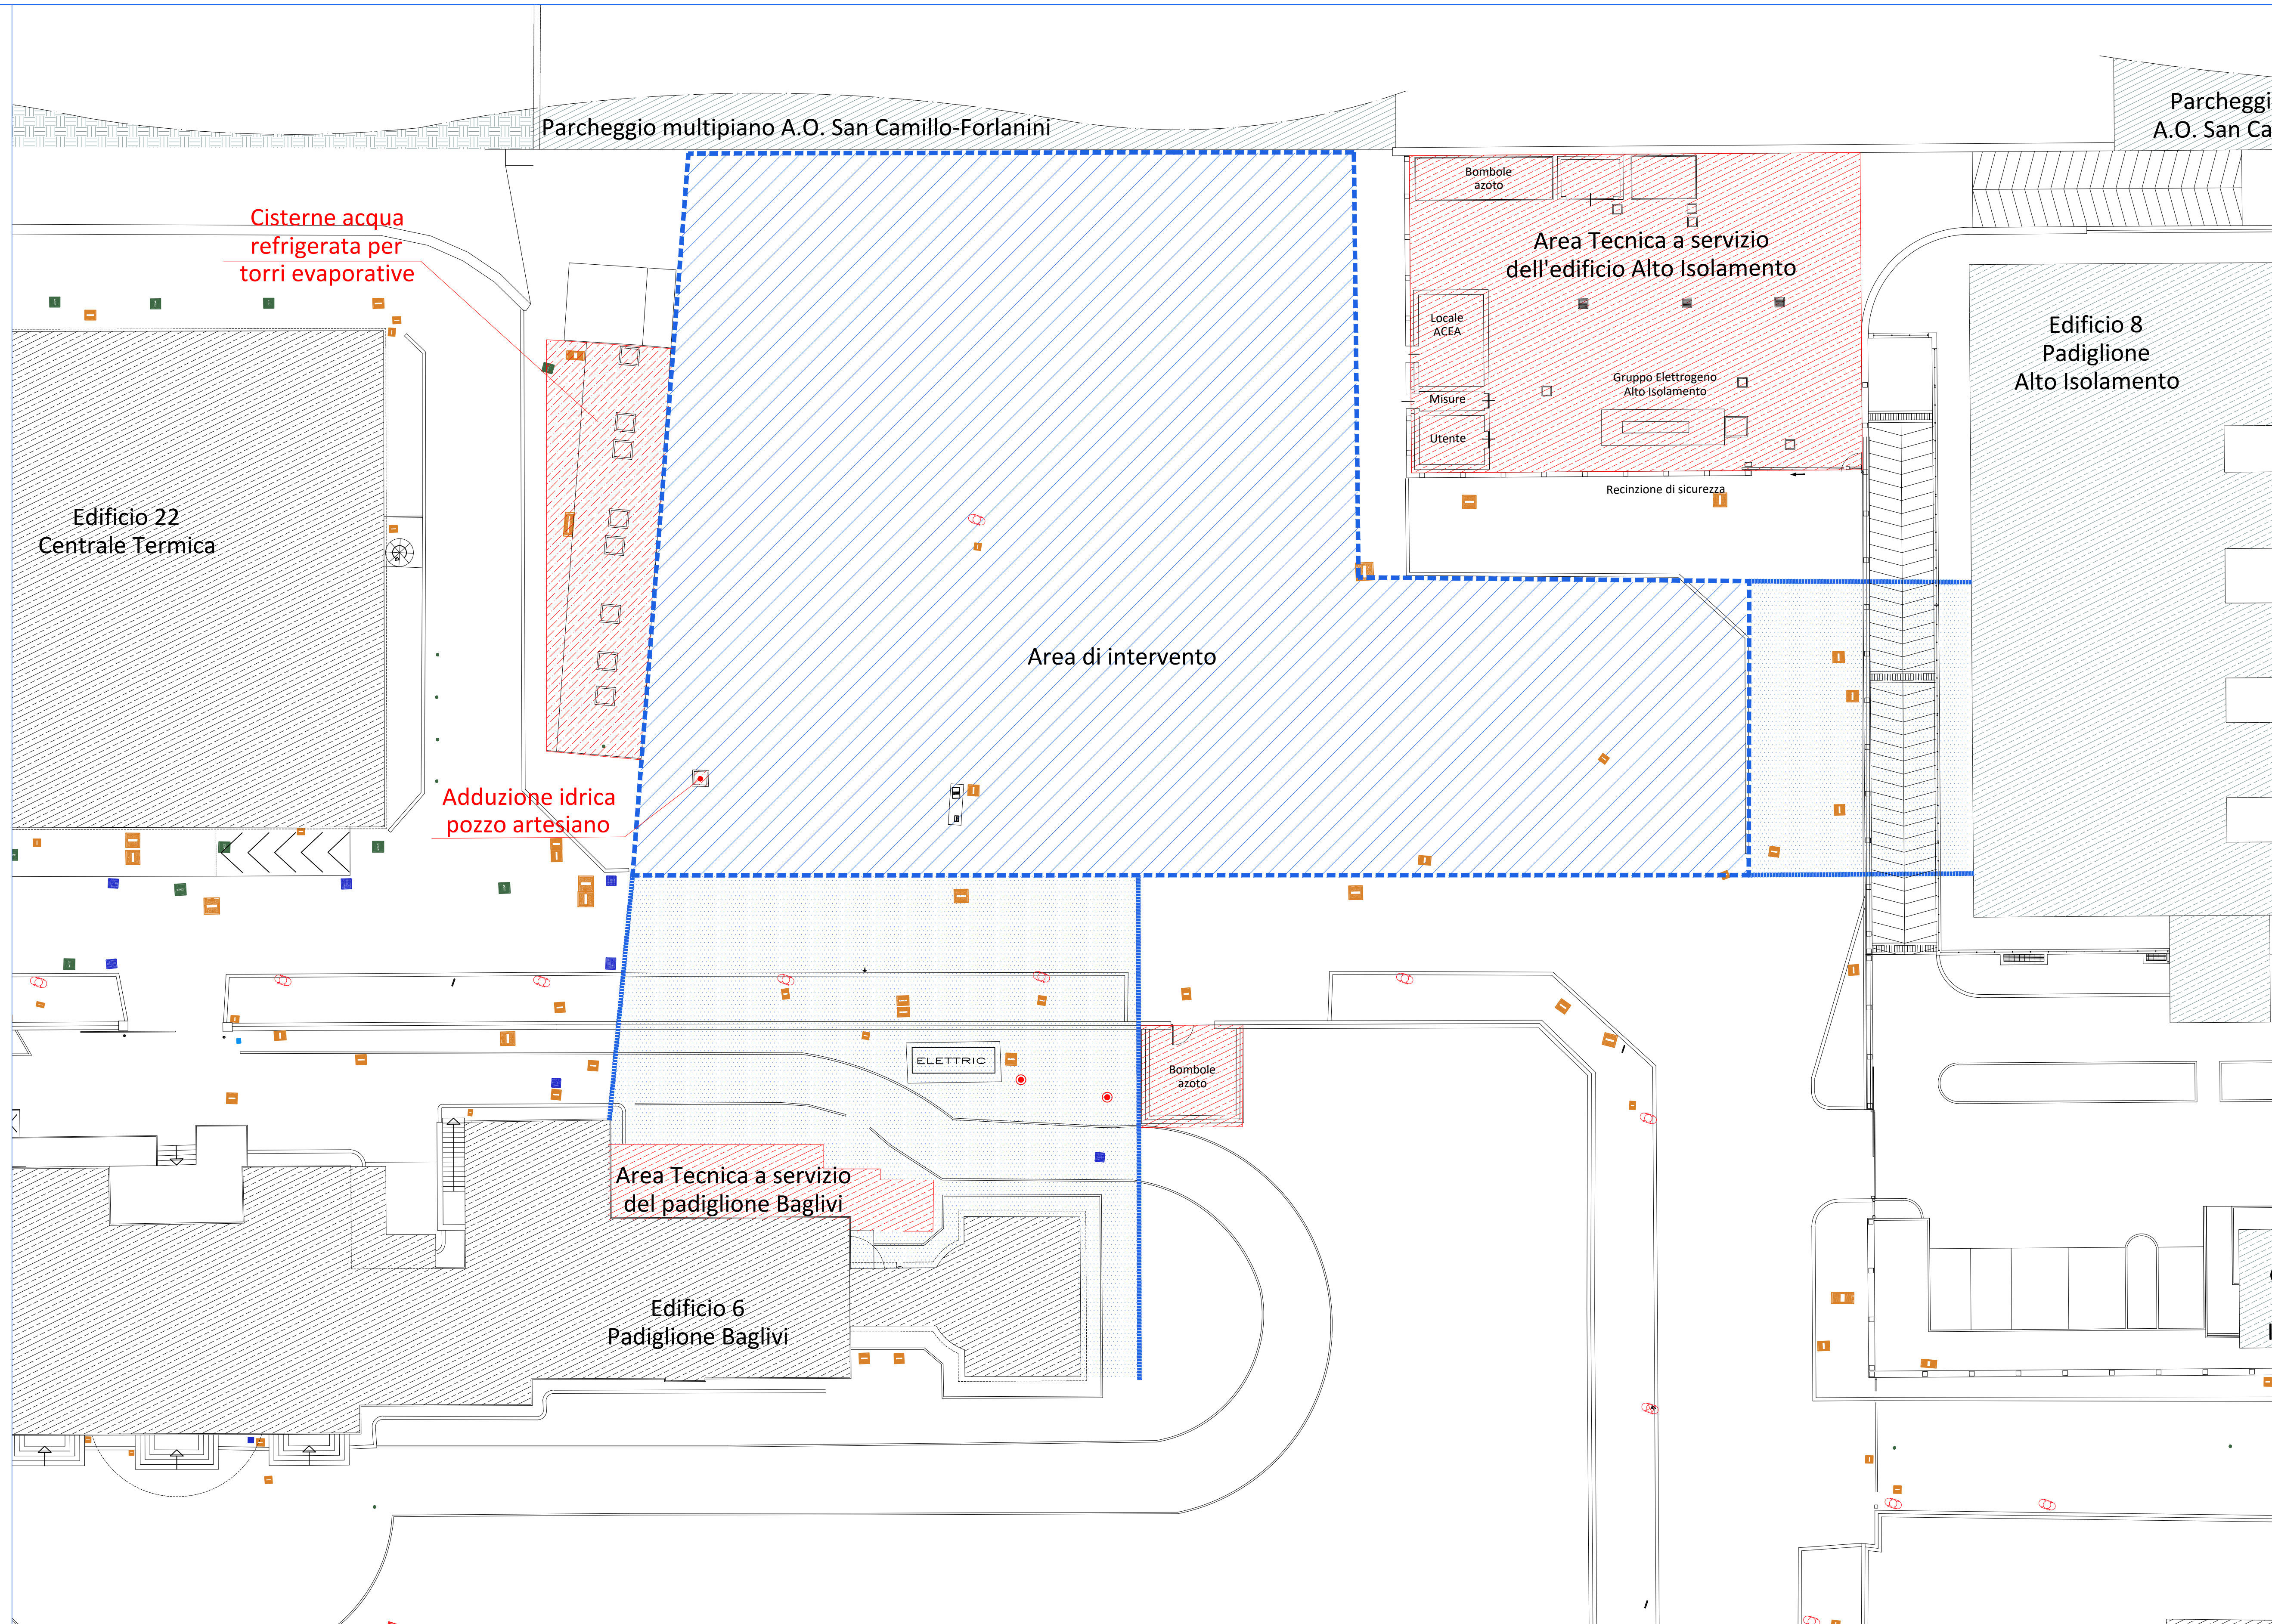 Parcheggio multipiano A.O. San Camillo-Forlanini
Parcheggi
A.O. San Ca
Bombole
azoto
Cisterne acqua
refrigerata per
torri evaporative
Area Tecnica a servizio
dell'edificio Alto Isolamento
Locale
ACEA
Edificio 8
Padiglione
Alto Isolamento
Gruppo Elettrogeno
Alto Isolamento
Misure
Utente
Recinzione di sicurezza
Edificio 22
Centrale Termica
Area di intervento
Adduzione idrica
pozzo artesiano
ELETTRIC
Bombole
azoto
Area Tecnica a servizio
del padiglione Baglivi
Edificio 6
Padiglione Baglivi